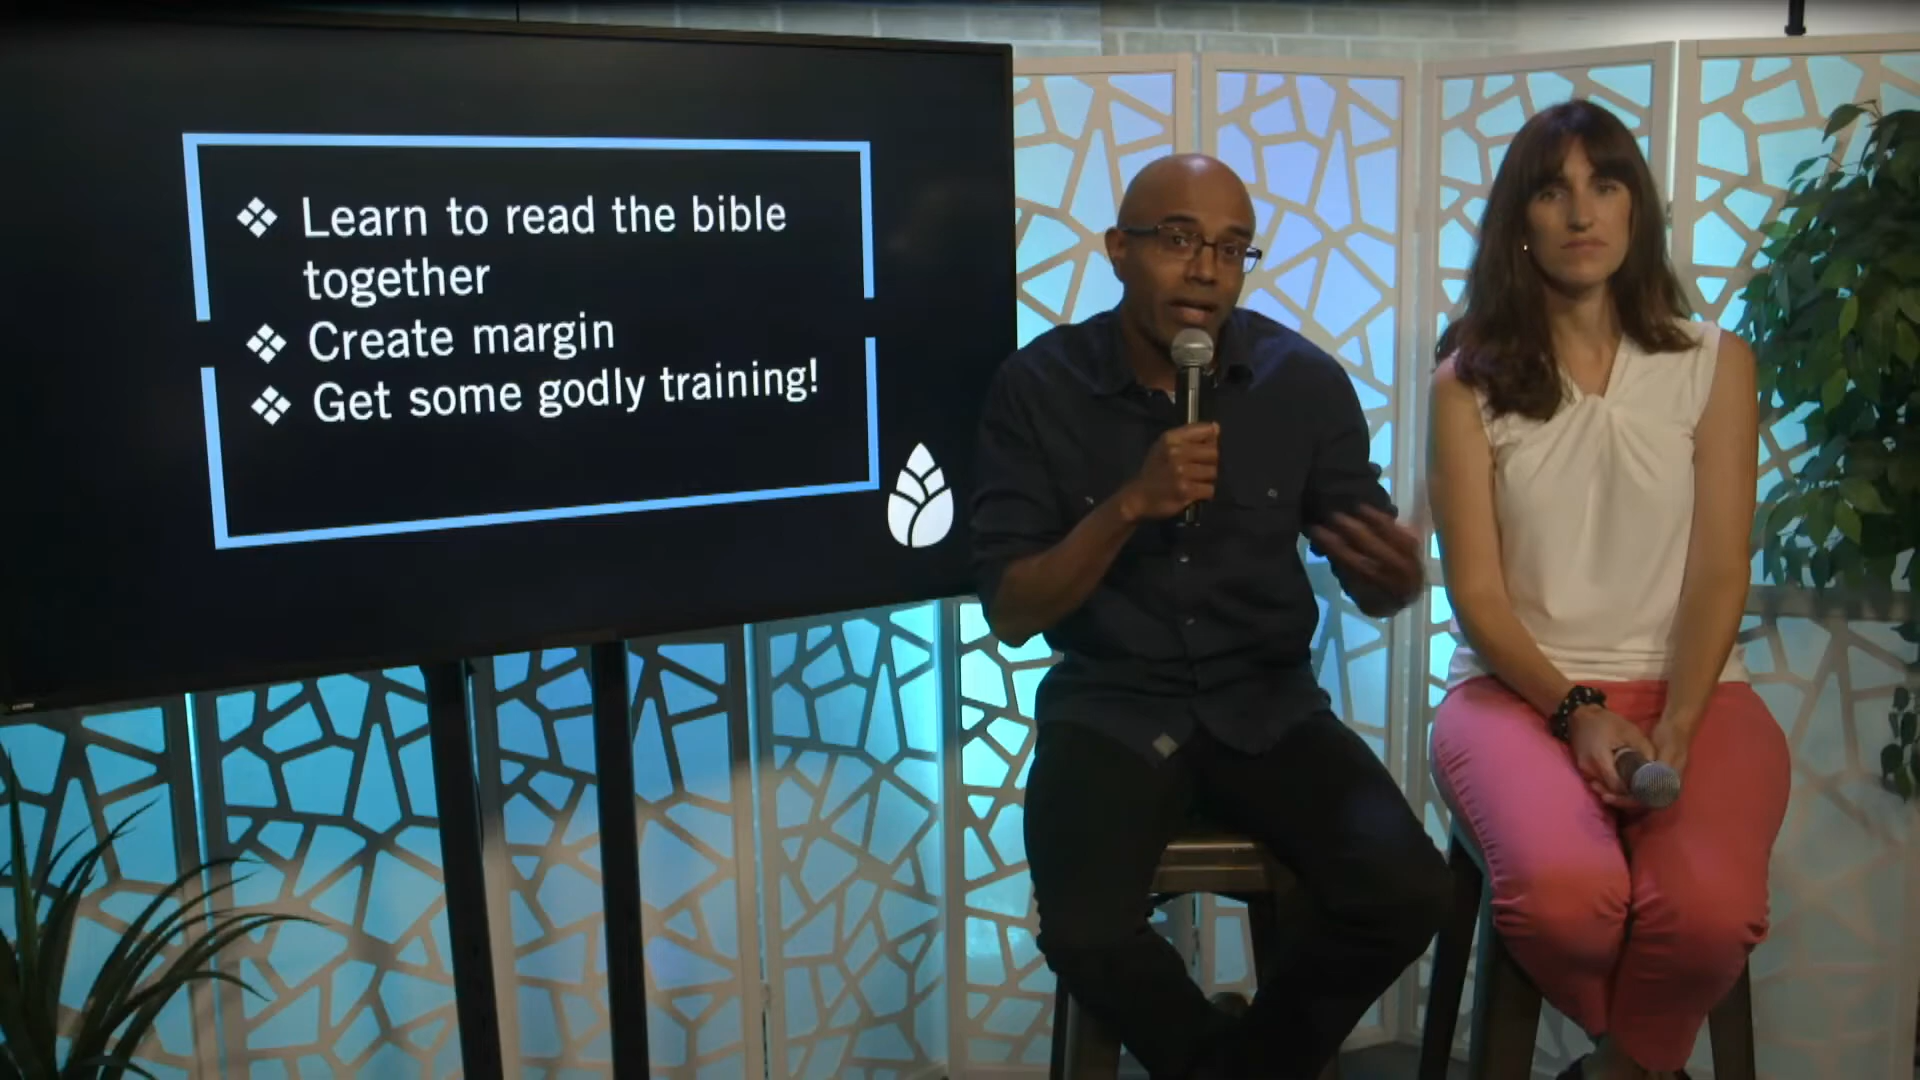 ❖ Learn to read the bible
together
❖ Create margin
❖ Get some godly training!